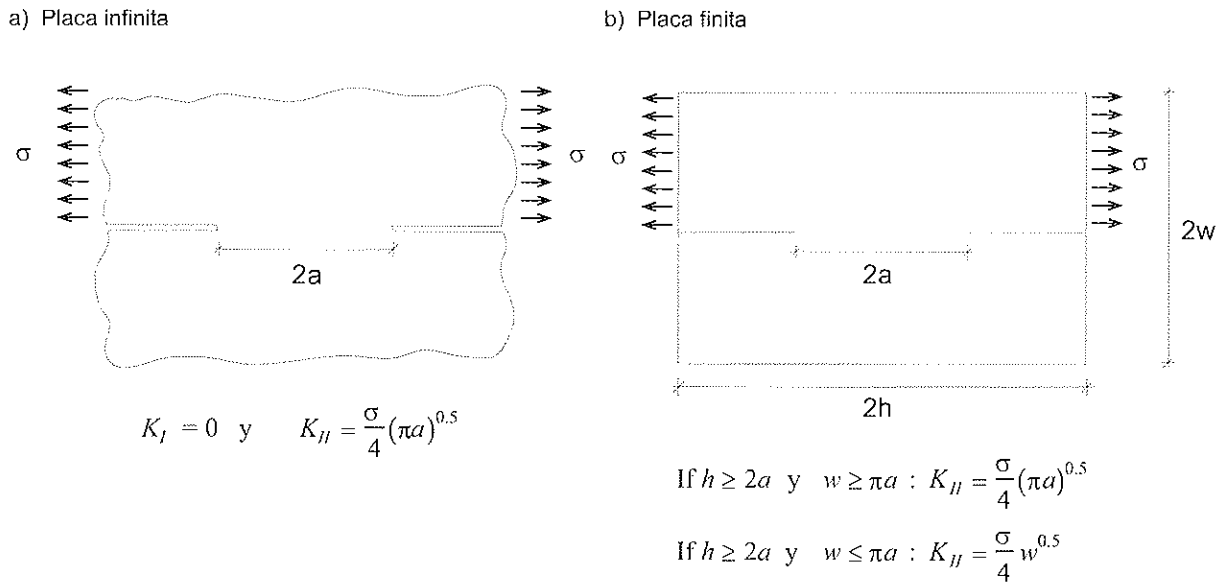 a) Placa infinita
σ
σ
2a
K_I = 0 y K_II = σ/4 (πa)^0.5
b) Placa finita
σ
σ
2w
2a
2h
If h ≥ 2a y w ≥ πa : K_II = σ/4 (πa)^0.5
If h ≥ 2a y w ≤ πa : K_II = σ/4 w^0.5